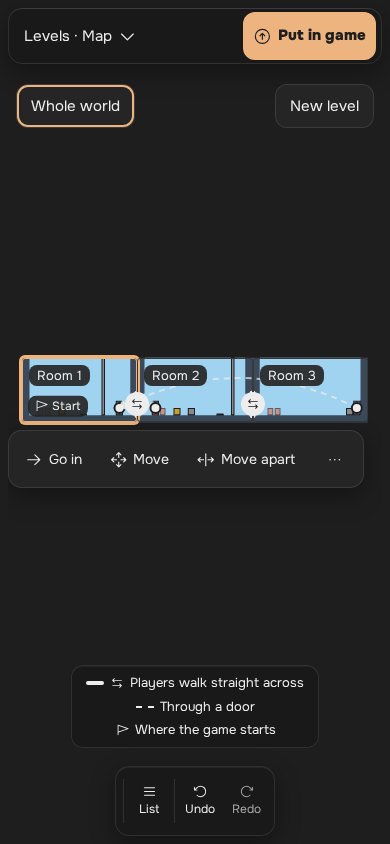 Levels · Map
Put in game
Whole world
New level
Room 1
Room 2
Room 3
Start
Go in
Move
Move apart
Players walk straight across
Through a door
Where the game starts
List
Undo
Redo